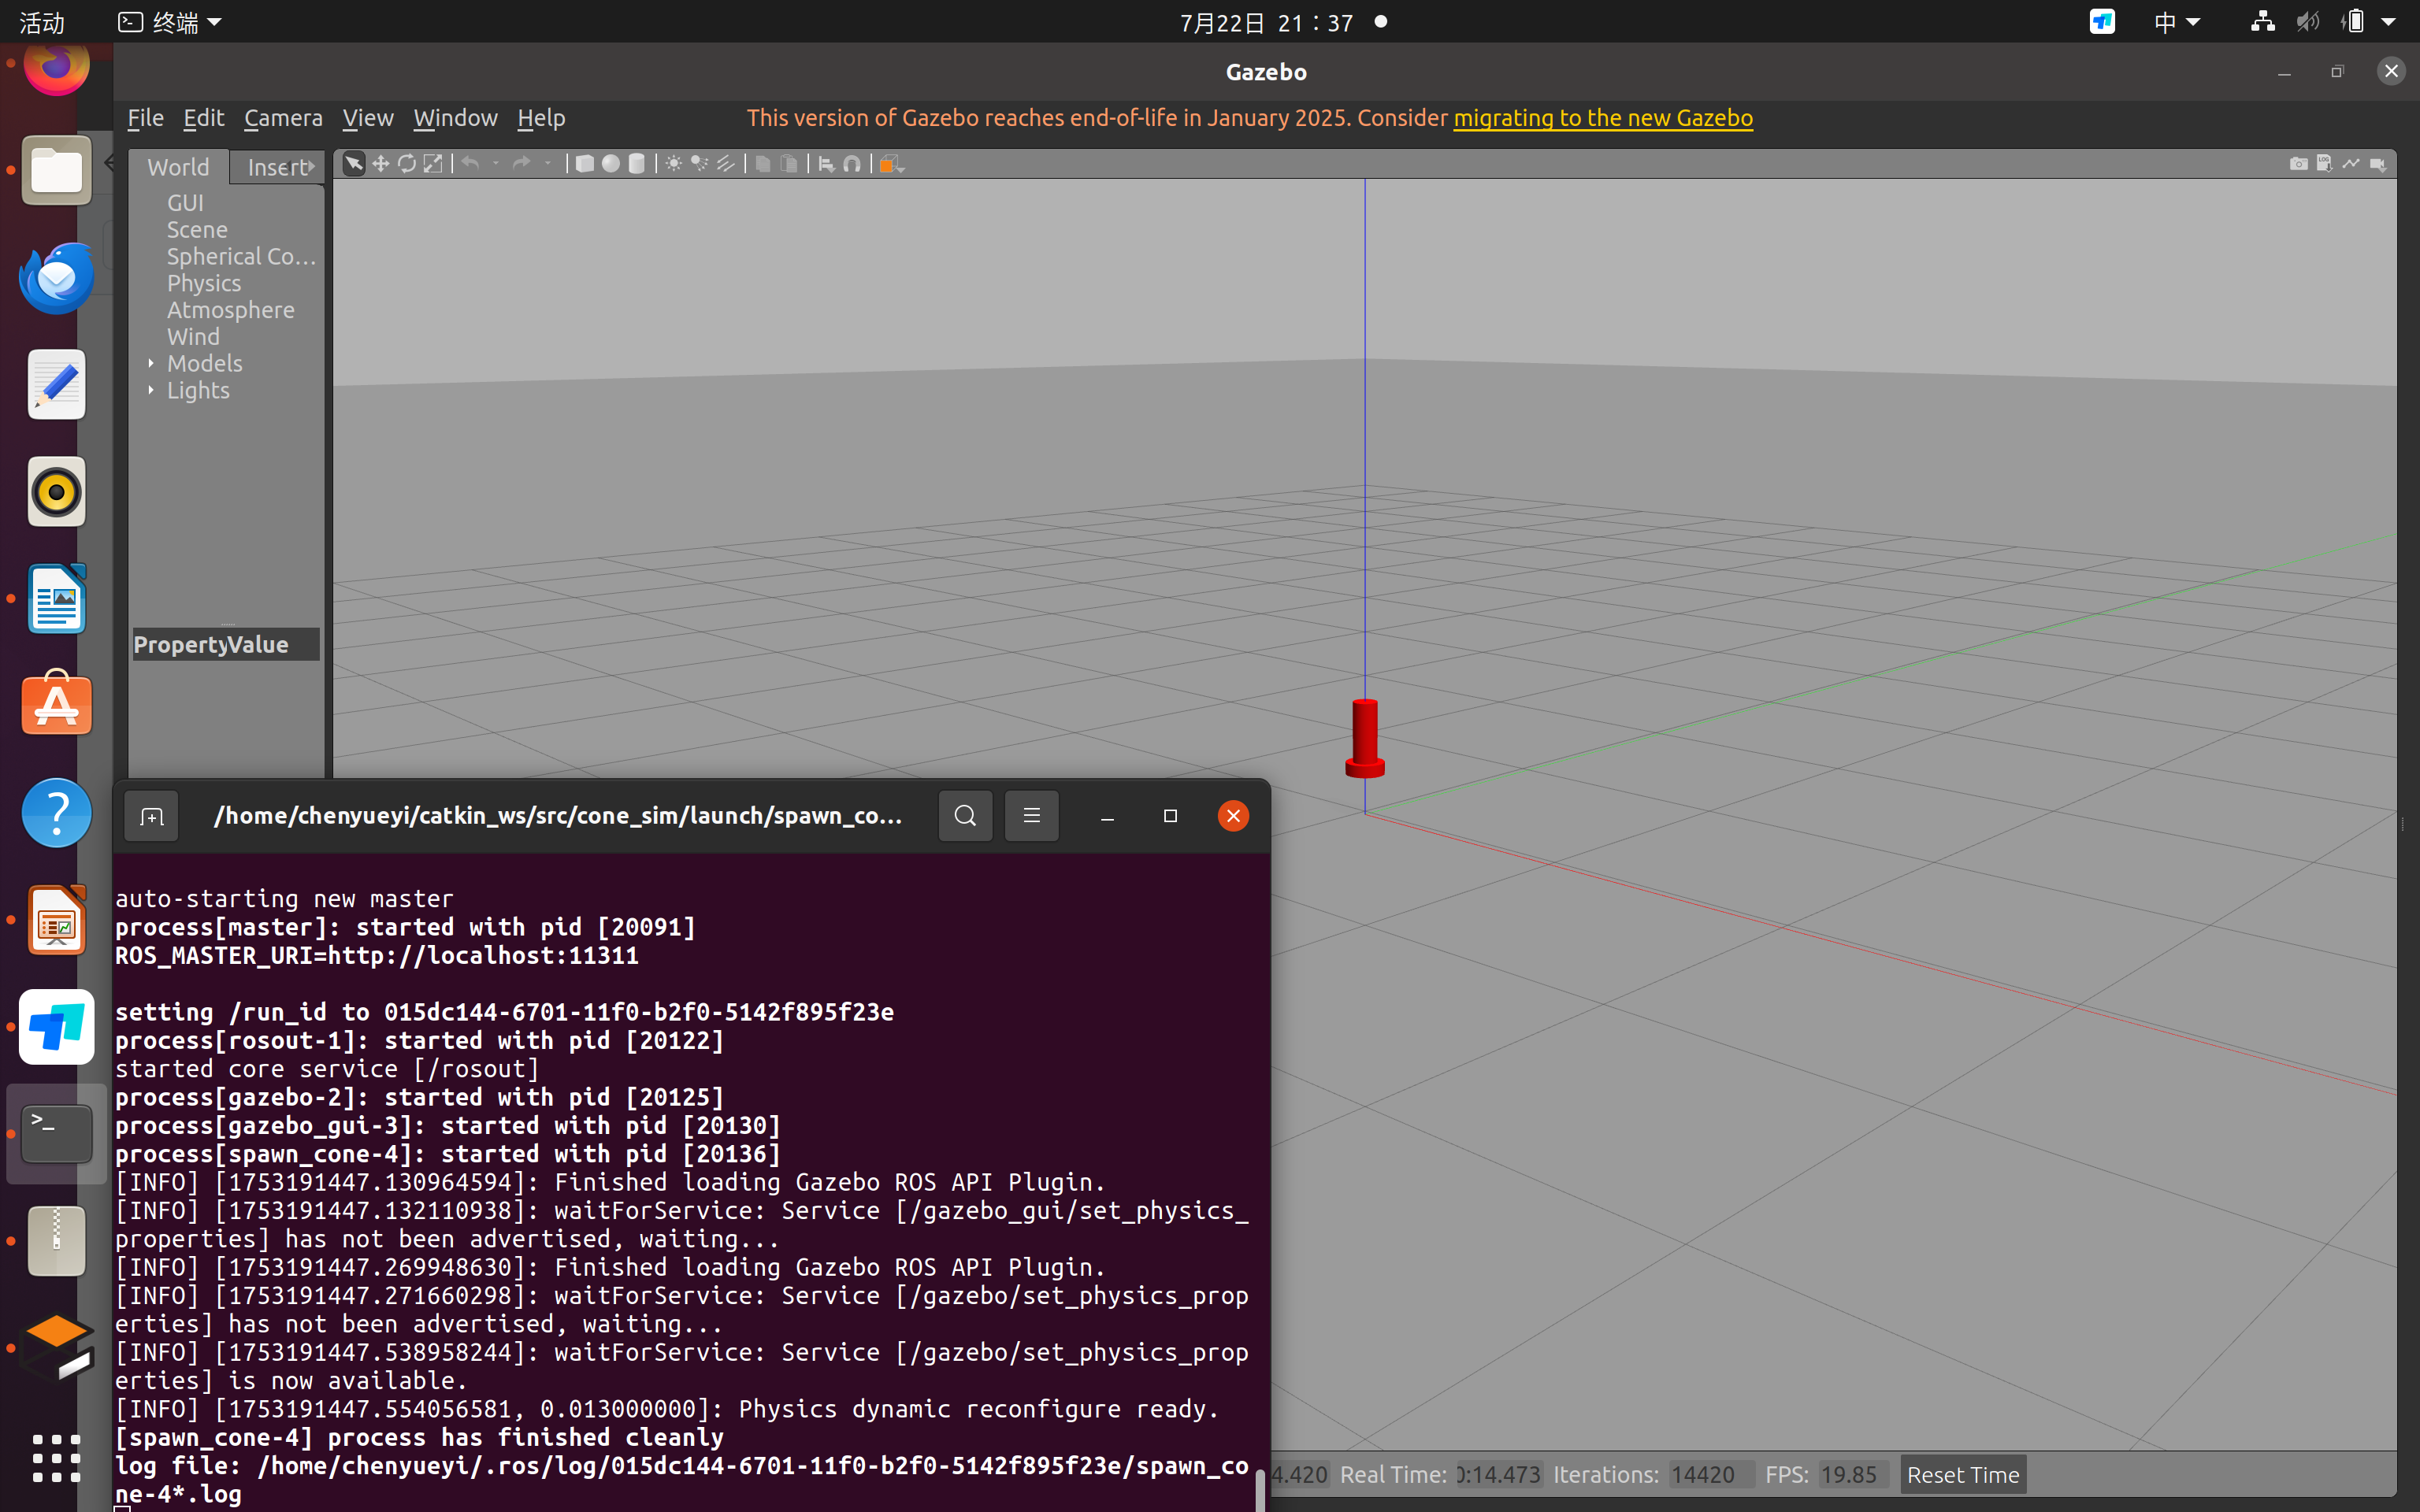 活动
终端
7月22日 21：37
中
Gazebo
File Edit Camera View Window Help
This version of Gazebo reaches end-of-life in January 2025. Consider migrating to the new Gazebo
World Insert
GUI
Scene
Spherical Co…
Physics
Atmosphere
Wind
Models
Lights
Property Value
/home/chenyueyi/catkin_ws/src/cone_sim/launch/spawn_co…
auto-starting new master
process[master]: started with pid [20091]
ROS_MASTER_URI=http://localhost:11311
setting /run_id to 015dc144-6701-11f0-b2f0-5142f895f23e
process[rosout-1]: started with pid [20122]
started core service [/rosout]
process[gazebo-2]: started with pid [20125]
process[gazebo_gui-3]: started with pid [20130]
process[spawn_cone-4]: started with pid [20136]
[INFO] [1753191447.130964594]: Finished loading Gazebo ROS API Plugin.
[INFO] [1753191447.132110938]: waitForService: Service [/gazebo_gui/set_physics_
properties] has not been advertised, waiting...
[INFO] [1753191447.269948630]: Finished loading Gazebo ROS API Plugin.
[INFO] [1753191447.271660298]: waitForService: Service [/gazebo/set_physics_prop
erties] has not been advertised, waiting...
[INFO] [1753191447.538958244]: waitForService: Service [/gazebo/set_physics_prop
erties] is now available.
[INFO] [1753191447.554056581, 0.013000000]: Physics dynamic reconfigure ready.
[spawn_cone-4] process has finished cleanly
log file: /home/chenyueyi/.ros/log/015dc144-6701-11f0-b2f0-5142f895f23e/spawn_co
ne-4*.log
4.420 Real Time: 0:14.473 Iterations: 14420 FPS: 19.85 Reset Time